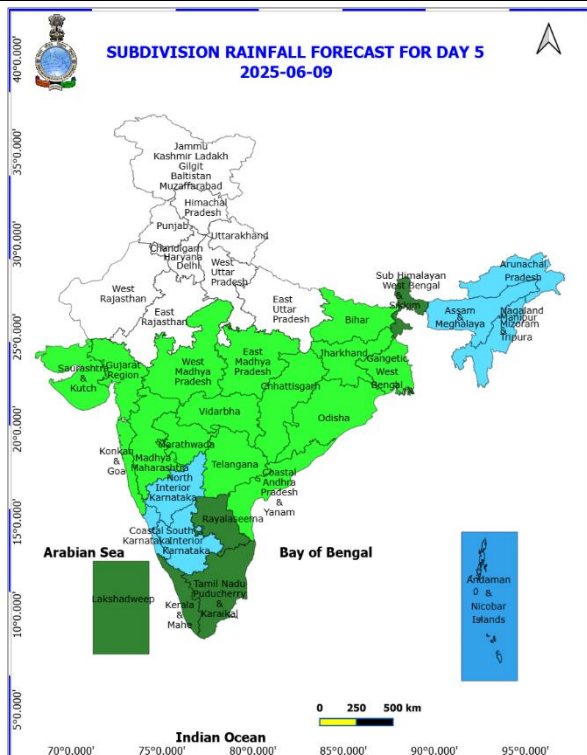 SUBDIVISION RAINFALL FORECAST FOR DAY 5
2025-06-09
40°0.000'
35°0.000'
30°0.000'
25°0.000'
20°0.000'
15°0.000'
10°0.000'
5°0.000'
Jammu
Kashmir Ladakh
Gilgit
Baltistan
Muzaffarabad
Himachal
Pradesh
Punjab
Uttarakhand
Chandigarh
Haryana
Delhi
West
Uttar
Pradesh
West
Rajasthan
East
Rajasthan
East
Uttar Pradesh
Sub Himalayan
West Bengal
&
Sikkim
Arunachal
Pradesh
Assam
&
Meghalaya
Nagaland
Manipur
Mizoram
&
Tripura
Bihar
Jharkhand
Gangetic
West
Bengal
Saurashtra
&
Kutch
Gujarat
Region
West
Madhya
Pradesh
East
Madhya
Pradesh
Chhattisgarh
Vidarbha
Odisha
Konkan
&
Goa
Marathwada
Madhya
Maharashtra
Telangana
North
Interior
Karnataka
Coastal
Andhra
Pradesh
&
Yanam
Rayalaseema
Coastal
Karnataka
South
Interior
Karnataka
Arabian Sea
Bay of Bengal
Lakshadweep
Kerala
&
Mahe
Tamil Nadu
Puducherry
&
Karaikal
Andaman
&
Nicobar
Islands
0 250 500 km
Indian Ocean
70°0.000' 75°0.000' 80°0.000' 85°0.000' 90°0.000' 95°0.000'